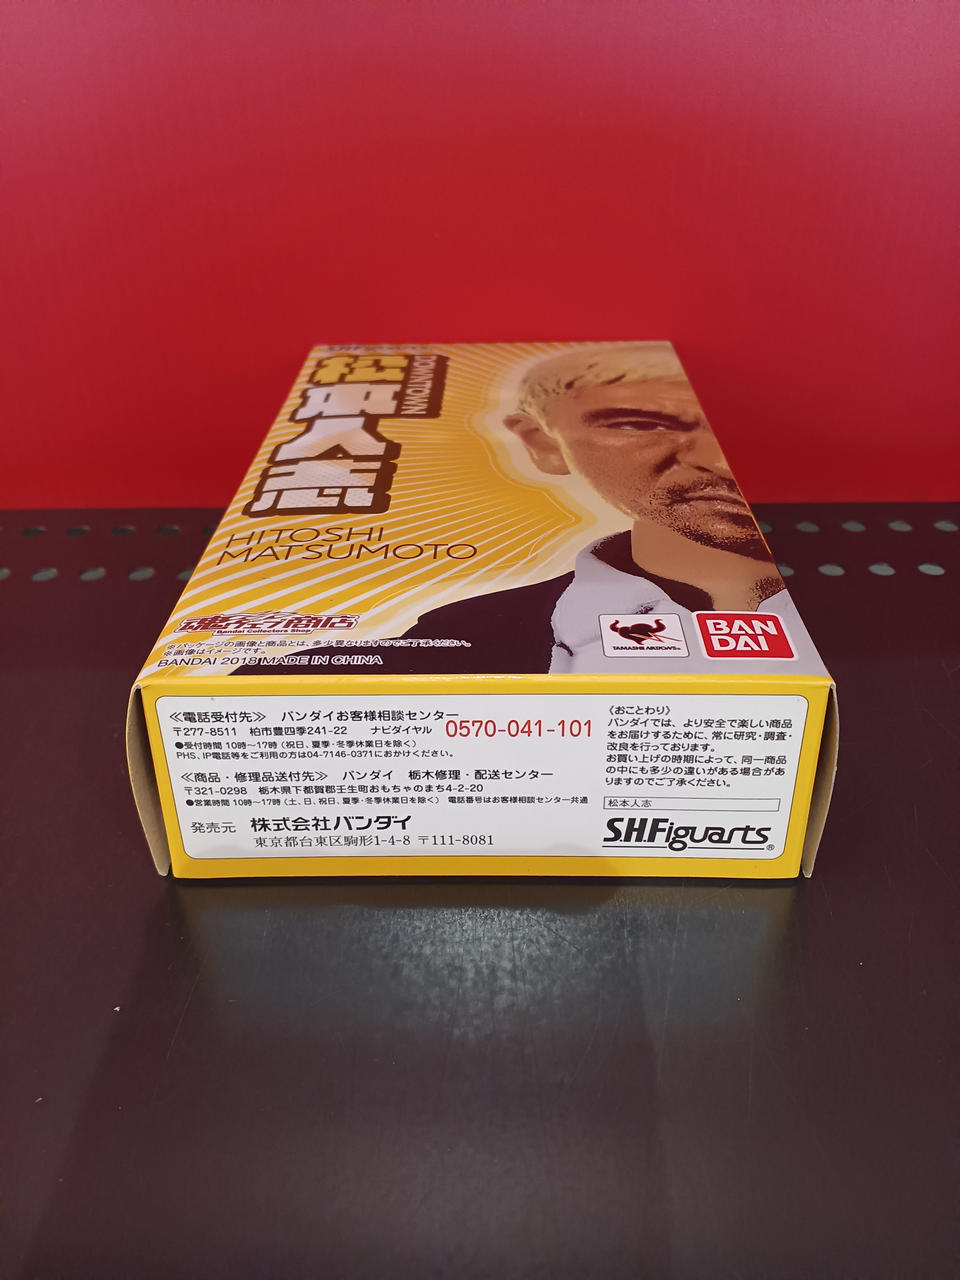 S.H.Figuarts
DOWNTOWN
松本人志
HITOSHI
MATSUMOTO
魂ウェブ商店
Bandai Collectors Shop
※パッケージの画像と商品とは、多少異なりますのでご了承ください。
※画像はイメージです。
BANDAI 2018 MADE IN CHINA
TAMASHII NATIONS
BAN
DAI
≪電話受付先≫ バンダイお客様相談センター
〒277-8511 柏市豊四季241-22 ナビダイヤル 0570-041-101
●受付時間 10時〜17時 (祝日、夏季・冬季休業日を除く)
PHS、IP電話等をご利用の方は04-7146-0371におかけください。
≪商品・修理品送付先≫ バンダイ 栃木修理・配送センター
〒321-0298 栃木県下都賀郡壬生町おもちゃのまち4-2-20
●営業時間 10時〜17時 (土、日、祝日、夏季・冬季休業日を除く) 電話番号はお客様相談センター共通
発売元 株式会社バンダイ
東京都台東区駒形1-4-8 〒111-8081
《おことわり》
バンダイでは、より安全で楽しい商品
をお届けするために、常に研究・調査・
改良を行っております。
お買い上げの時期によって、同一商品
の中にも多少の違いがある場合があ
りますのでご了承ください。
松本人志
S.H.Figuarts®